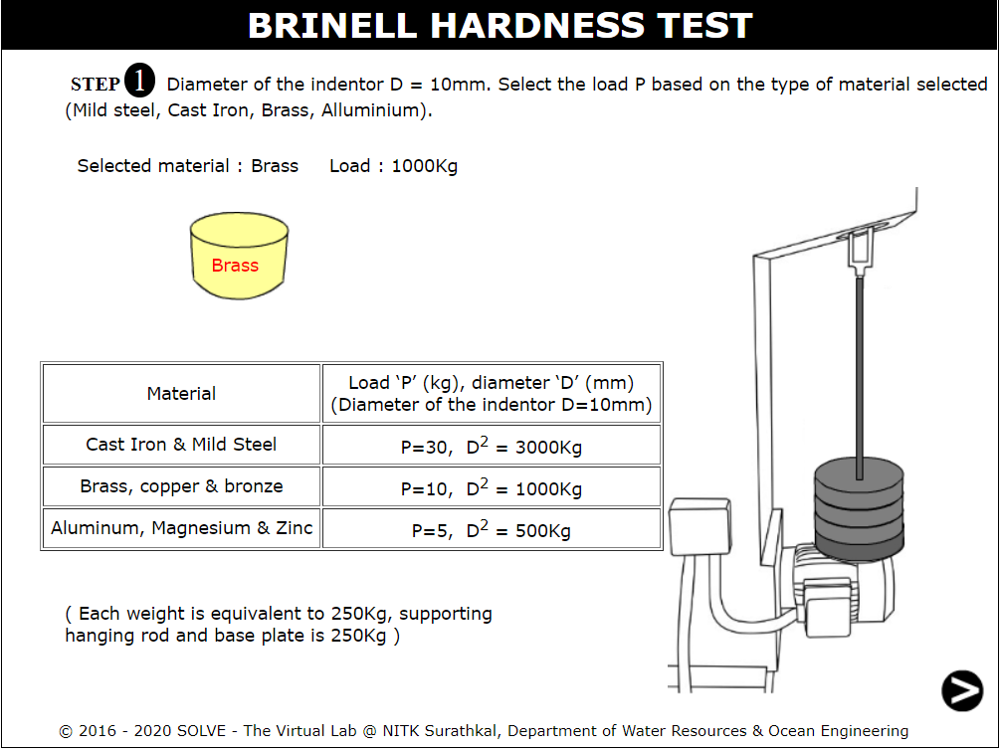 BRINELL HARDNESS TEST
STEP 1 Diameter of the indentor D = 10mm. Select the load P based on the type of material selected
(Mild steel, Cast Iron, Brass, Alluminium).
Selected material : Brass Load : 1000Kg
Brass
Material
Load ‘P’ (kg), diameter ‘D’ (mm)
(Diameter of the indentor D=10mm)
Cast Iron & Mild Steel
P=30, D² = 3000Kg
Brass, copper & bronze
P=10, D² = 1000Kg
Aluminum, Magnesium & Zinc
P=5, D² = 500Kg
( Each weight is equivalent to 250Kg, supporting
hanging rod and base plate is 250Kg )
>
© 2016 - 2020 SOLVE - The Virtual Lab @ NITK Surathkal, Department of Water Resources & Ocean Engineering